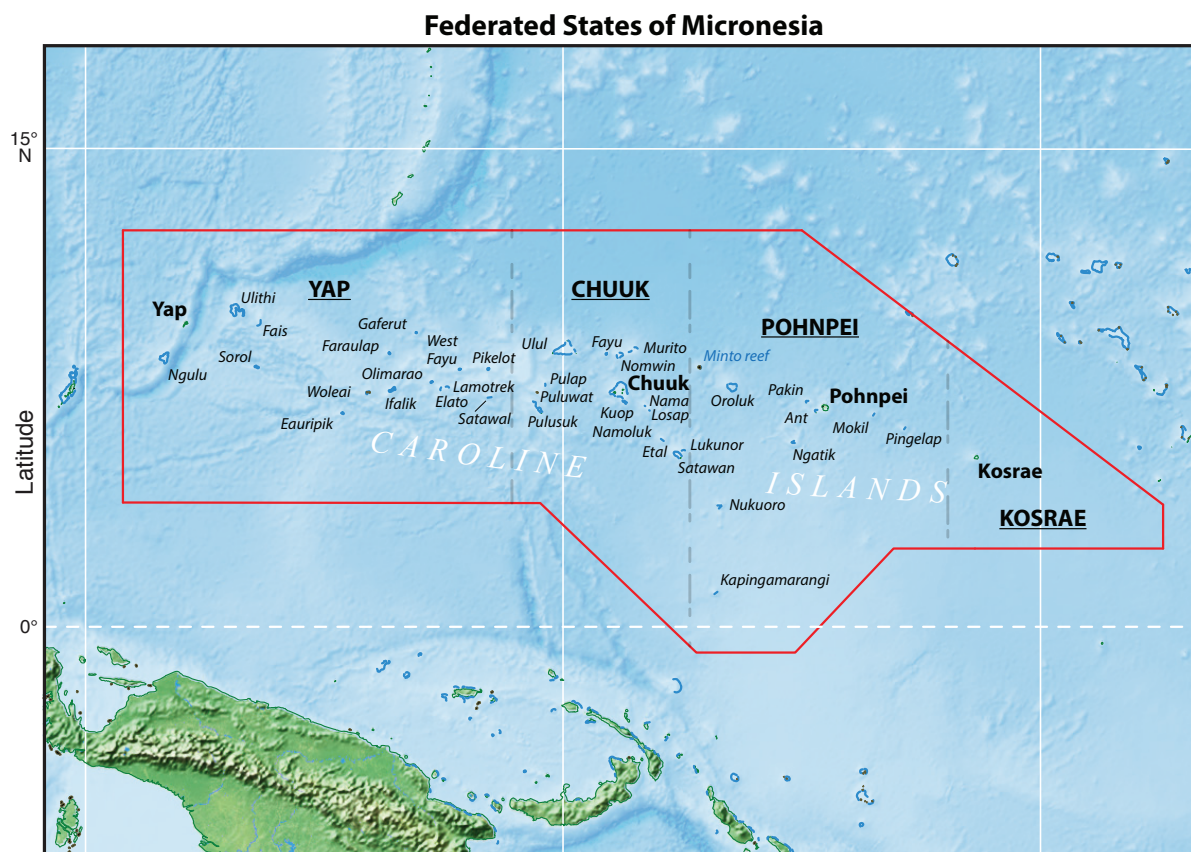 Federated States of Micronesia
15°
N
Latitude
0°
YAP
CHUUK
POHNPEI
KOSRAE
Yap
Ulithi
Fais
Ngulu
Sorol
Gaferut
Faraulap
West
Fayu
Pikelot
Olimarao
Woleai
Ifalik
Elato
Lamotrek
Satawal
Eauripik
Ulul
Fayu
Murito
Nomwin
Pulap
Puluwat
Pulusuk
Chuuk
Kuop
Nama
Losap
Namoluk
Etal
Lukunor
Satawan
Minto reef
Oroluk
Pakin
Pohnpei
Ant
Mokil
Ngatik
Pingelap
Kosrae
Nukuoro
Kapingamarangi
CAROLINE
ISLANDS